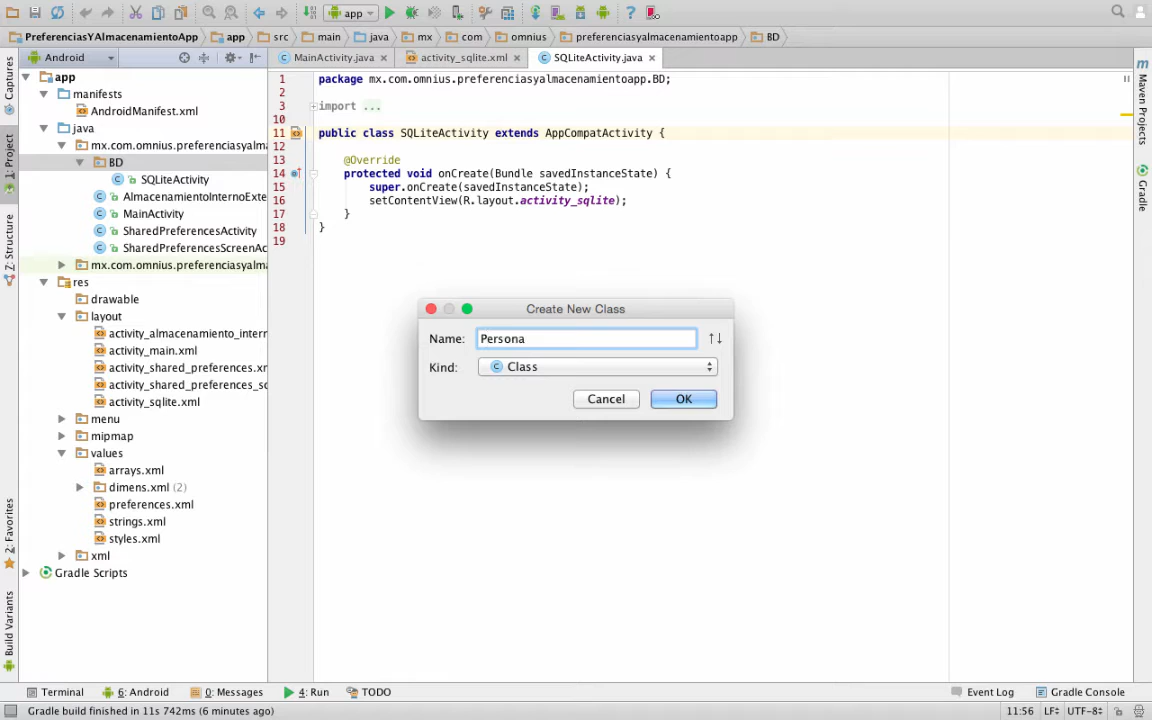 app
PreferenciasYAlmacenamientoApp app src main java mx com omnius preferenciasyalmacenamientoapp BD
Android
MainActivity.java
activity_sqlite.xml
SQLiteActivity.java
Captures
1: Project
Z: Structure
2: Favorites
Build Variants
Maven Projects
Gradle
app
manifests
AndroidManifest.xml
java
mx.com.omnius.preferenciasyalma
BD
SQLiteActivity
AlmacenamientoInternoExte
MainActivity
SharedPreferencesActivity
SharedPreferencesScreenAc
mx.com.omnius.preferenciasyalma
res
drawable
layout
activity_almacenamiento_intern
activity_main.xml
activity_shared_preferences.xm
activity_shared_preferences_sc
activity_sqlite.xml
menu
mipmap
values
arrays.xml
dimens.xml (2)
preferences.xml
strings.xml
styles.xml
xml
Gradle Scripts
1 package mx.com.omnius.preferenciasyalmacenamientoapp.BD;
2
3 import ...
10
11 public class SQLiteActivity extends AppCompatActivity {
12
13 @Override
14 protected void onCreate(Bundle savedInstanceState) {
15 super.onCreate(savedInstanceState);
16 setContentView(R.layout.activity_sqlite);
17 }
18 }
19
Create New Class
Name: Persona
Kind: Class
Cancel OK
Terminal 6: Android 0: Messages 4: Run TODO Event Log Gradle Console
Gradle build finished in 11s 742ms (6 minutes ago) 11:56 LF UTF-8